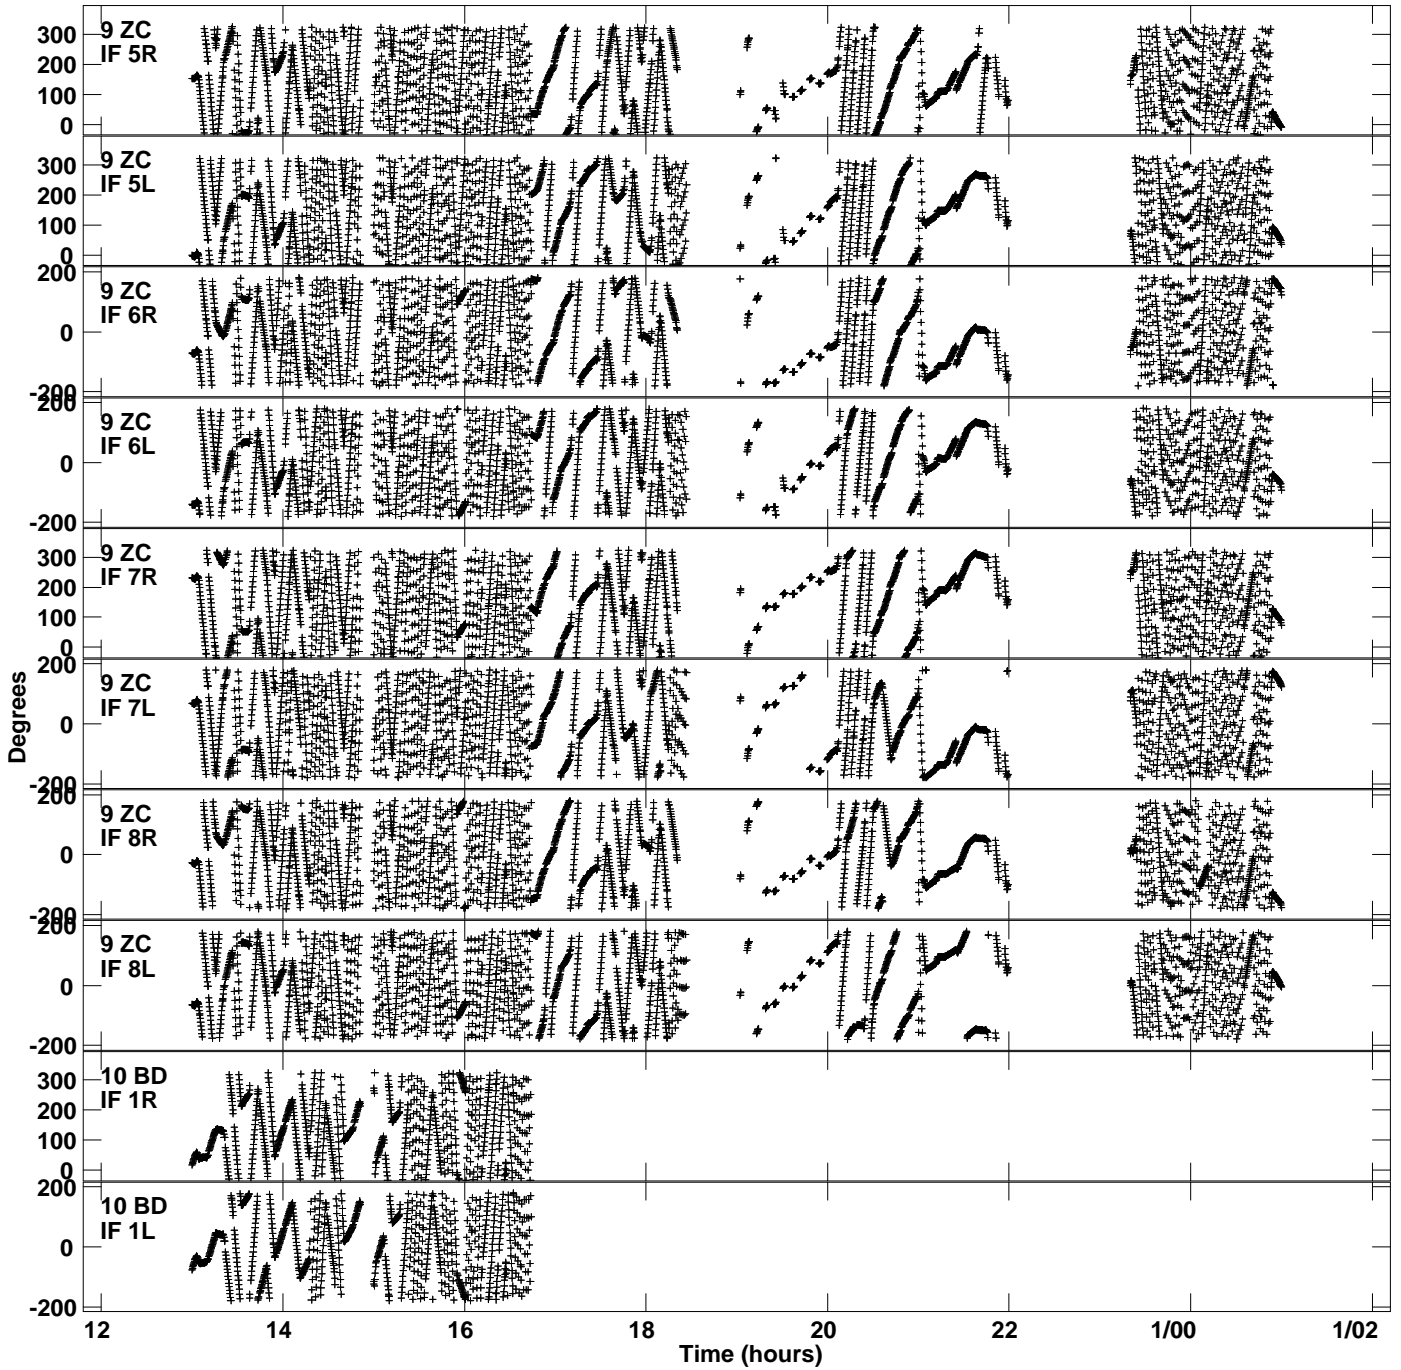 9 ZC
IF 5R
300
200
100
0
9 ZC
IF 5L
300
200
100
0
200
9 ZC
IF 6R
0
-200
200
9 ZC
IF 6L
0
-200
9 ZC
IF 7R
300
200
100
0
200
9 ZC
IF 7L
0
-200
200
9 ZC
IF 8R
0
-200
200
9 ZC
IF 8L
0
-200
10 BD
IF 1R
300
200
100
0
200
10 BD
IF 1L
0
-200
Degrees
12 14 16 18 20 22 1/00 1/02
Time (hours)